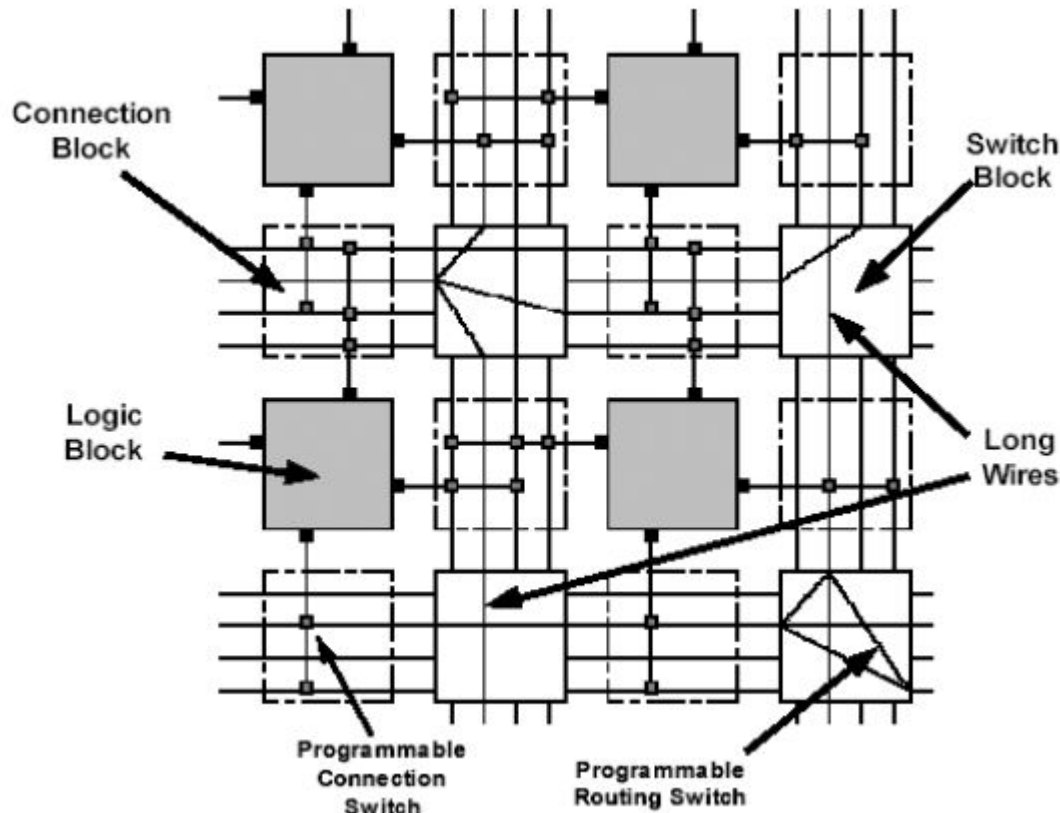 Connection
Block
Switch
Block
Logic
Block
Long
Wires
Programmable
Connection
Switch
Programmable
Routing Switch